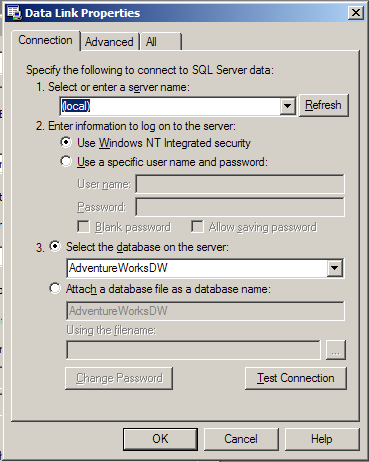 Data Link Properties
Connection Advanced All
Specify the following to connect to SQL Server data:
1. Select or enter a server name:
(local) Refresh
2. Enter information to log on to the server:
Use Windows NT Integrated security
Use a specific user name and password:
User name:
Password:
Blank password Allow saving password
3. Select the database on the server:
AdventureWorksDW
Attach a database file as a database name:
AdventureWorksDW
Using the filename:
...
Change Password Test Connection
OK Cancel Help